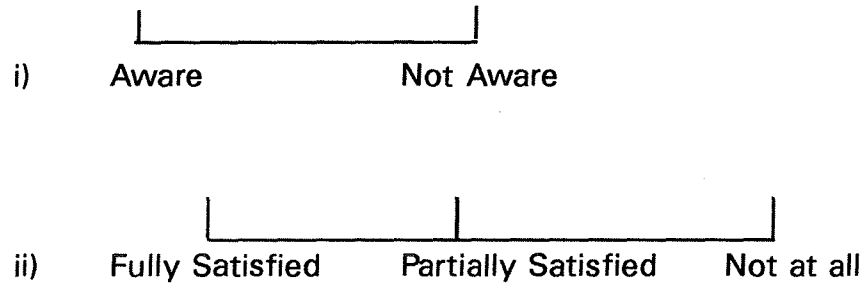 i) Aware Not Aware
ii) Fully Satisfied Partially Satisfied Not at all